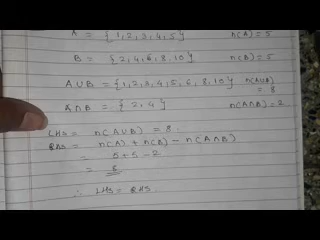 A = {1,2,3,4,5} n(A) = 5
B = {2,4,6,8,10} n(B) = 5
A∪B = {1,2,3,4,5,6,8,10} n(A∪B) = 8
A∩B = {2,4} n(A∩B) = 2
LHS = n(A∪B) = 8.
RHS = n(A) + n(B) - n(A∩B)
= 5+5-2
= 8
∴ LHS = RHS